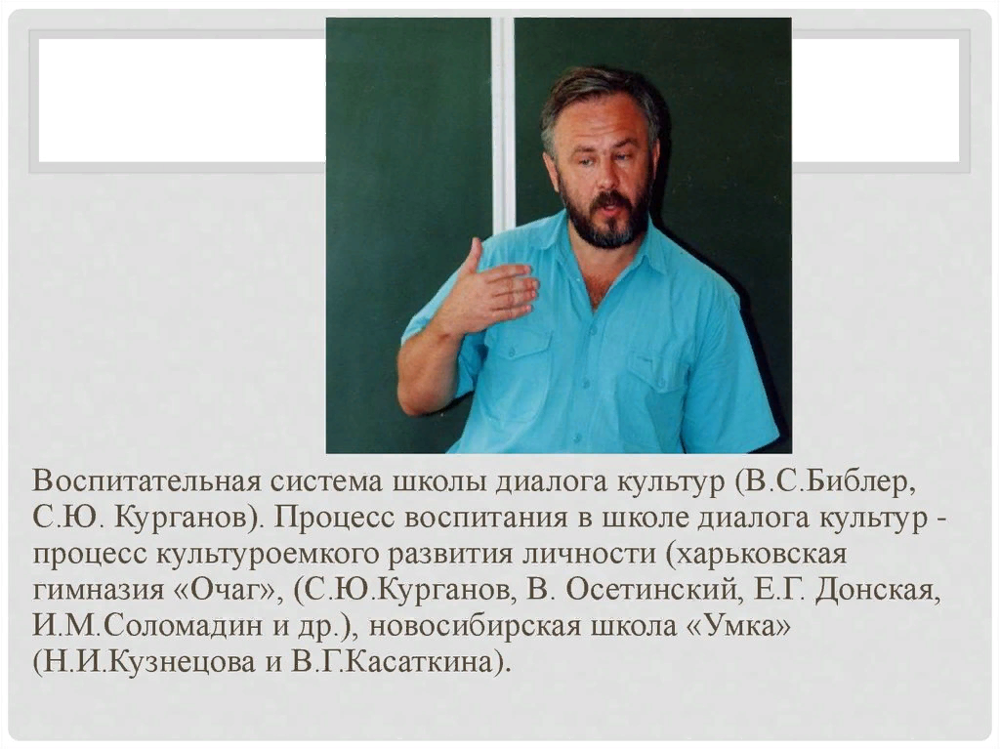 Воспитательная система школы диалога культур (В.С.Библер,
С.Ю. Курганов). Процесс воспитания в школе диалога культур -
процесс культуроемкого развития личности (харьковская
гимназия «Очаг», (С.Ю.Курганов, В. Осетинский, Е.Г. Донская,
И.М.Соломадин и др.), новосибирская школа «Умка»
(Н.И.Кузнецова и В.Г.Касаткина).